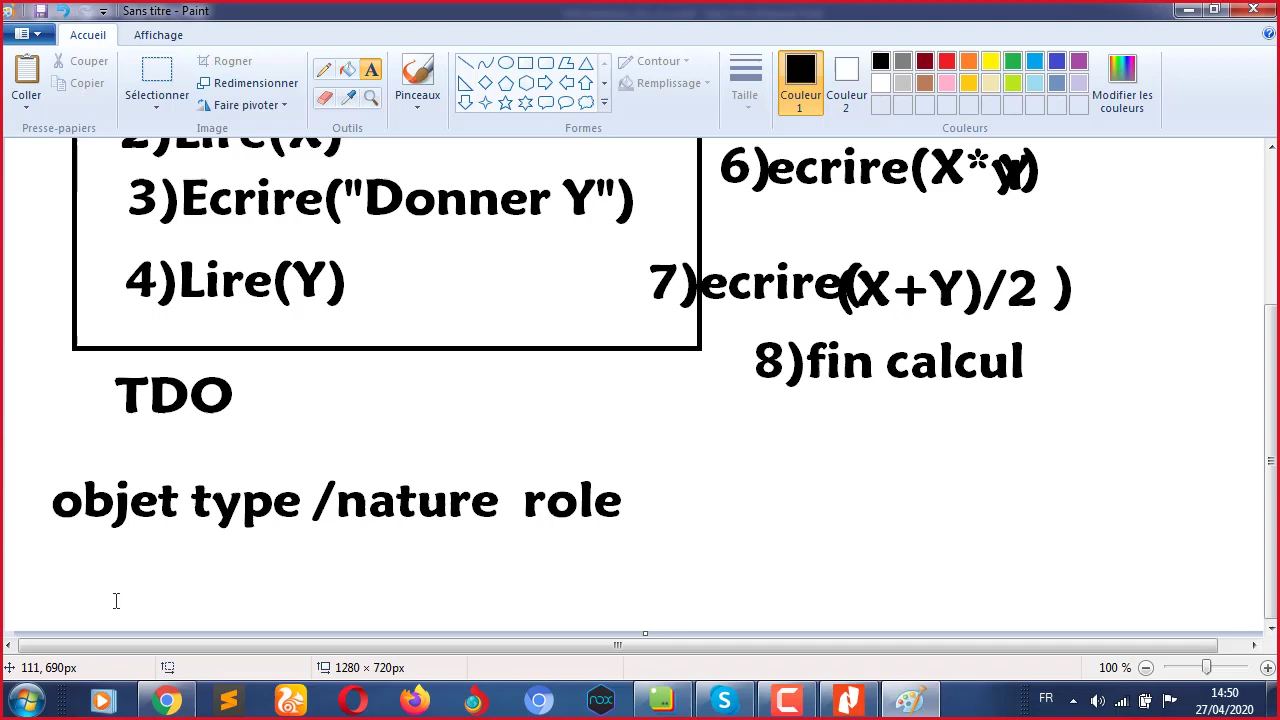 Sans titre - Paint
Accueil
Affichage
Coller
Couper
Copier
Presse-papiers
Sélectionner
Rogner
Redimensionner
Faire pivoter
Image
Outils
Pinceaux
Contour
Remplissage
Formes
Taille
Couleur 1
Couleur 2
Modifier les couleurs
Couleurs
2)Lire(X)
3)Ecrire("Donner Y")
4)Lire(Y)
6)ecrire(X*y)
7)ecrire((X+Y)/2 )
8)fin calcul
TDO
objet type /nature role
111, 690px
1280 × 720px
100 %
FR
14:50
27/04/2020